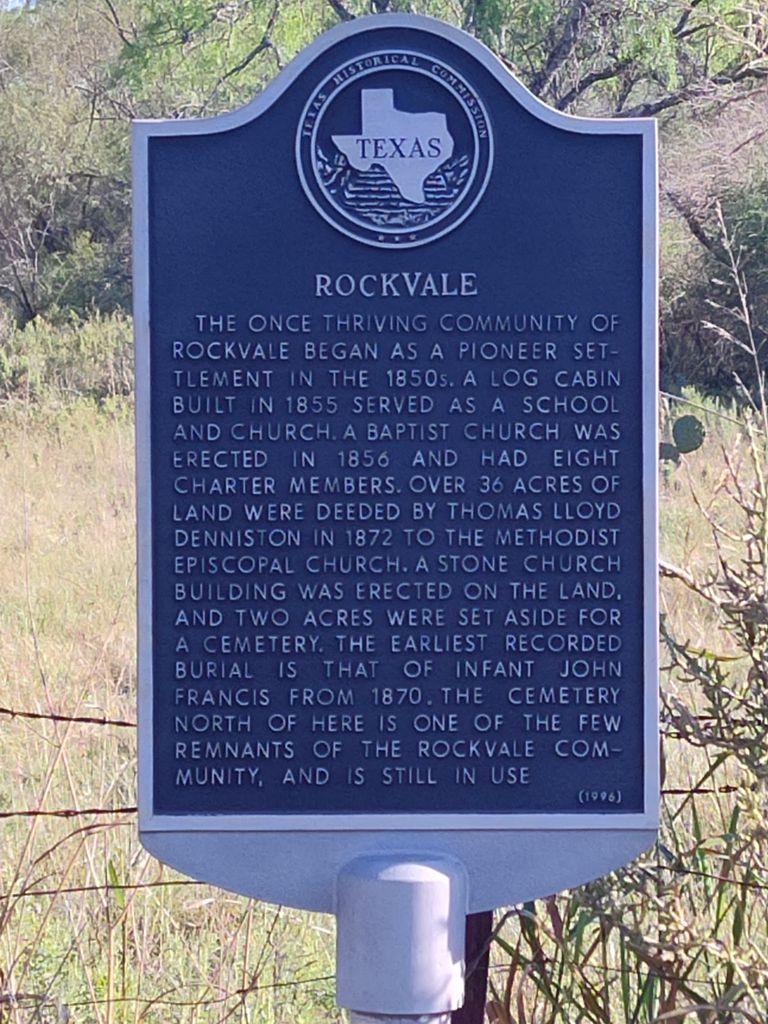 TEXAS HISTORICAL COMMISSION
TEXAS
ROCKVALE
THE ONCE THRIVING COMMUNITY OF
ROCKVALE BEGAN AS A PIONEER SET-
TLEMENT IN THE 1850s. A LOG CABIN
BUILT IN 1855 SERVED AS A SCHOOL
AND CHURCH. A BAPTIST CHURCH WAS
ERECTED IN 1856 AND HAD EIGHT
CHARTER MEMBERS. OVER 36 ACRES OF
LAND WERE DEEDED BY THOMAS LLOYD
DENNISTON IN 1872 TO THE METHODIST
EPISCOPAL CHURCH. A STONE CHURCH
BUILDING WAS ERECTED ON THE LAND,
AND TWO ACRES WERE SET ASIDE FOR
A CEMETERY. THE EARLIEST RECORDED
BURIAL IS THAT OF INFANT JOHN
FRANCIS FROM 1870. THE CEMETERY
NORTH OF HERE IS ONE OF THE FEW
REMNANTS OF THE ROCKVALE COM-
MUNITY, AND IS STILL IN USE
(1996)